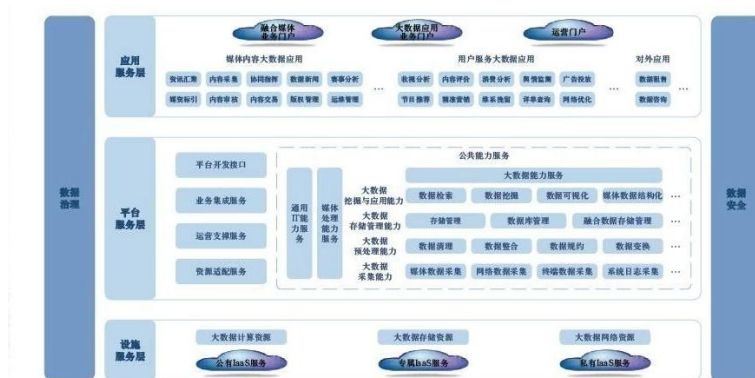 融合媒体
业务门户
大数据应用
业务门户
运营门户
应用
服务层
媒体内容大数据应用
用户服务大数据应用
对外应用
资讯汇聚 内容采集 协同指挥 数据新闻 赛事分析 … 收视分析 内容评价 消费分析 舆情监测 广告投放 … 数据租售
媒资标引 内容审核 内容交易 版权管理 运维管理 节目推荐 精准营销 维系挽留 详单查询 网络优化 数据咨询
数据
治理
数据
安全
平台
服务层
平台开发接口
业务集成服务
运营支撑服务
资源适配服务
公共能力服务
通用IT能力服务
媒体处理能力服务
大数据能力服务
大数据
挖掘与应用能力
数据检索 数据挖掘 数据可视化 媒体数据结构化 …
大数据
存储管理能力
存储管理 数据库管理 融合数据存储管理 …
大数据
预处理能力
数据清理 数据整合 数据规约 数据变换 …
大数据
采集能力
媒体数据采集 网络数据采集 终端数据采集 系统日志采集 …
设施
服务层
大数据计算资源 大数据存储资源 大数据网络资源
公有IaaS服务 专属IaaS服务 私有IaaS服务